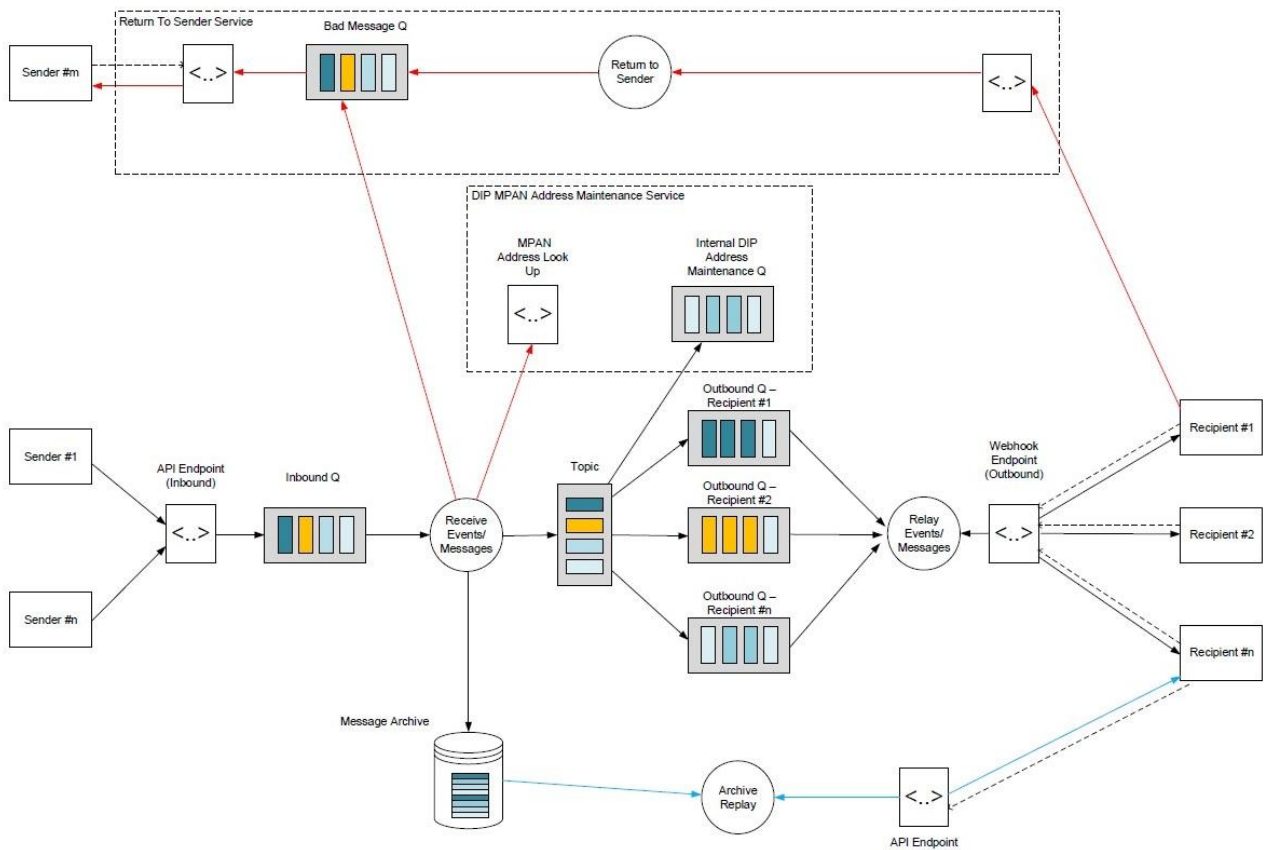 Return To Sender Service
Bad Message Q
Sender #m
<..>
Return to
Sender
<..>
DIP MPAN Address Maintenance Service
MPAN
Address Look
Up
<..>
Internal DIP
Address
Maintenance Q
Sender #1
API Endpoint
(Inbound)
<..>
Inbound Q
Receive
Events/
Messages
Topic
Outbound Q –
Recipient #1
Outbound Q –
Recipient #2
Outbound Q –
Recipient #n
Relay
Events/
Messages
Webhook
Endpoint
(Outbound)
<..>
Recipient #1
Recipient #2
Recipient #n
Sender #n
Message Archive
Archive
Replay
<..>
API Endpoint